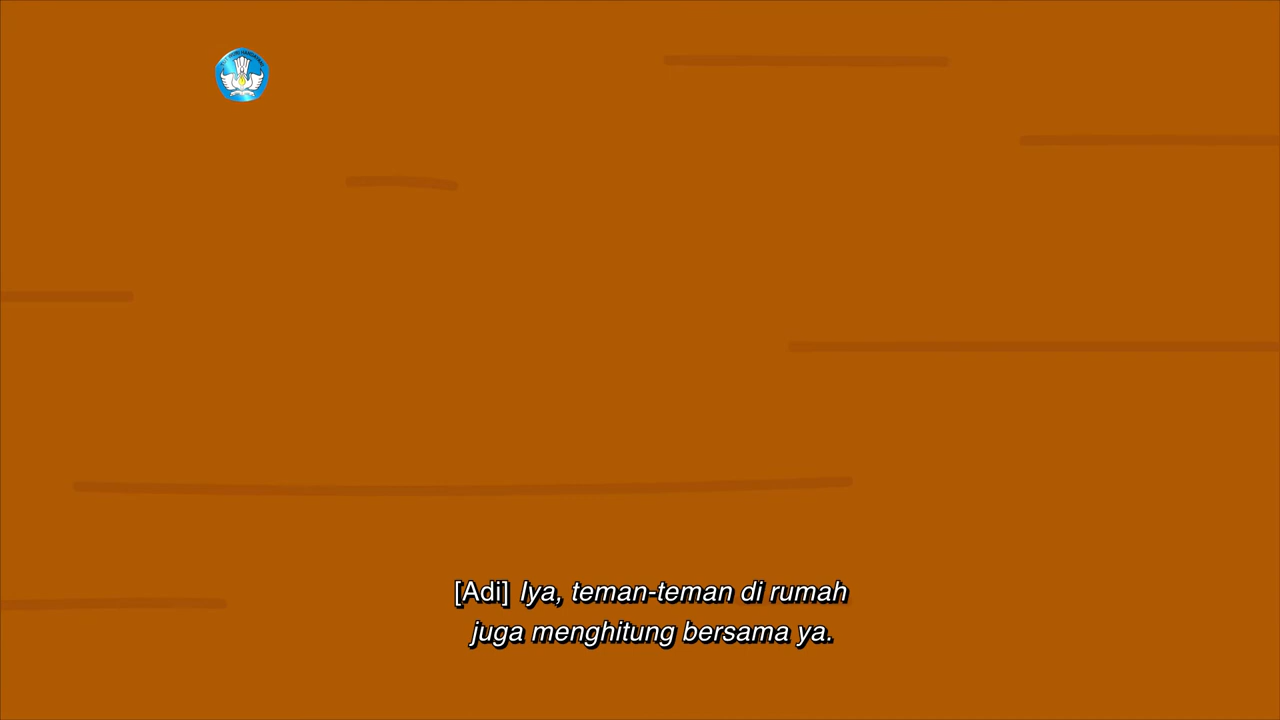 [Adi] Iya, teman-teman di rumah
juga menghitung bersama ya.